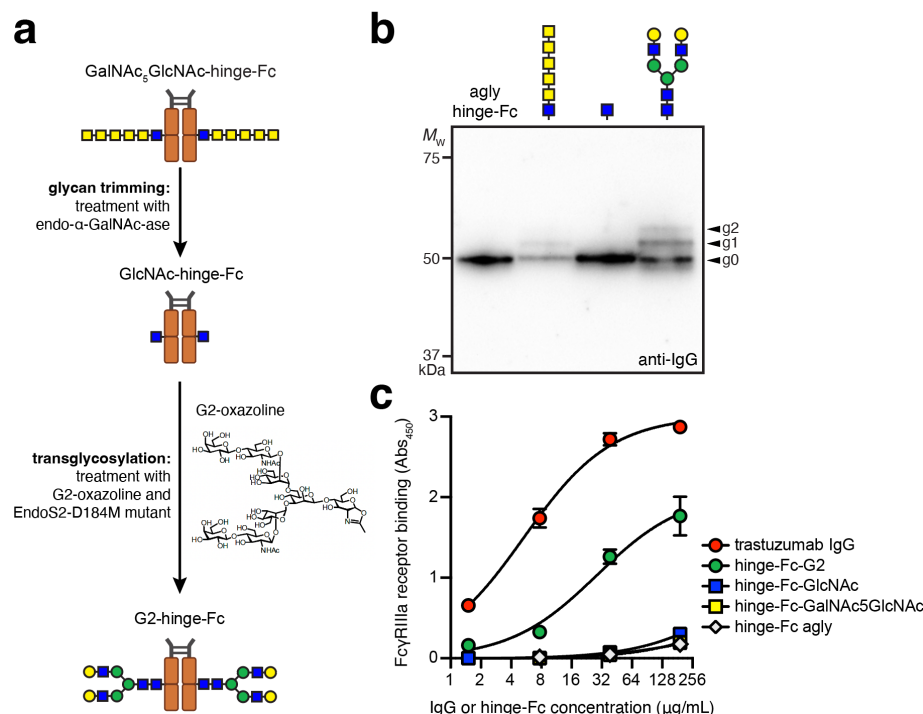 a
GalNAc5GlcNAc-hinge-Fc
glycan trimming:
treatment with
endo-α-GalNAc-ase
GlcNAc-hinge-Fc
G2-oxazoline
transglycosylation:
treatment with
G2-oxazoline and
EndoS2-D184M mutant
G2-hinge-Fc
b
agly
hinge-Fc
Mw
75
50
37
kDa
g2
g1
g0
anti-IgG
c
FcγRIIIa receptor binding (Abs450)
3
2
1
0
1 2 4 8 16 32 64 128 256
IgG or hinge-Fc concentration (µg/mL)
trastuzumab IgG
hinge-Fc-G2
hinge-Fc-GlcNAc
hinge-Fc-GalNAc5GlcNAc
hinge-Fc agly